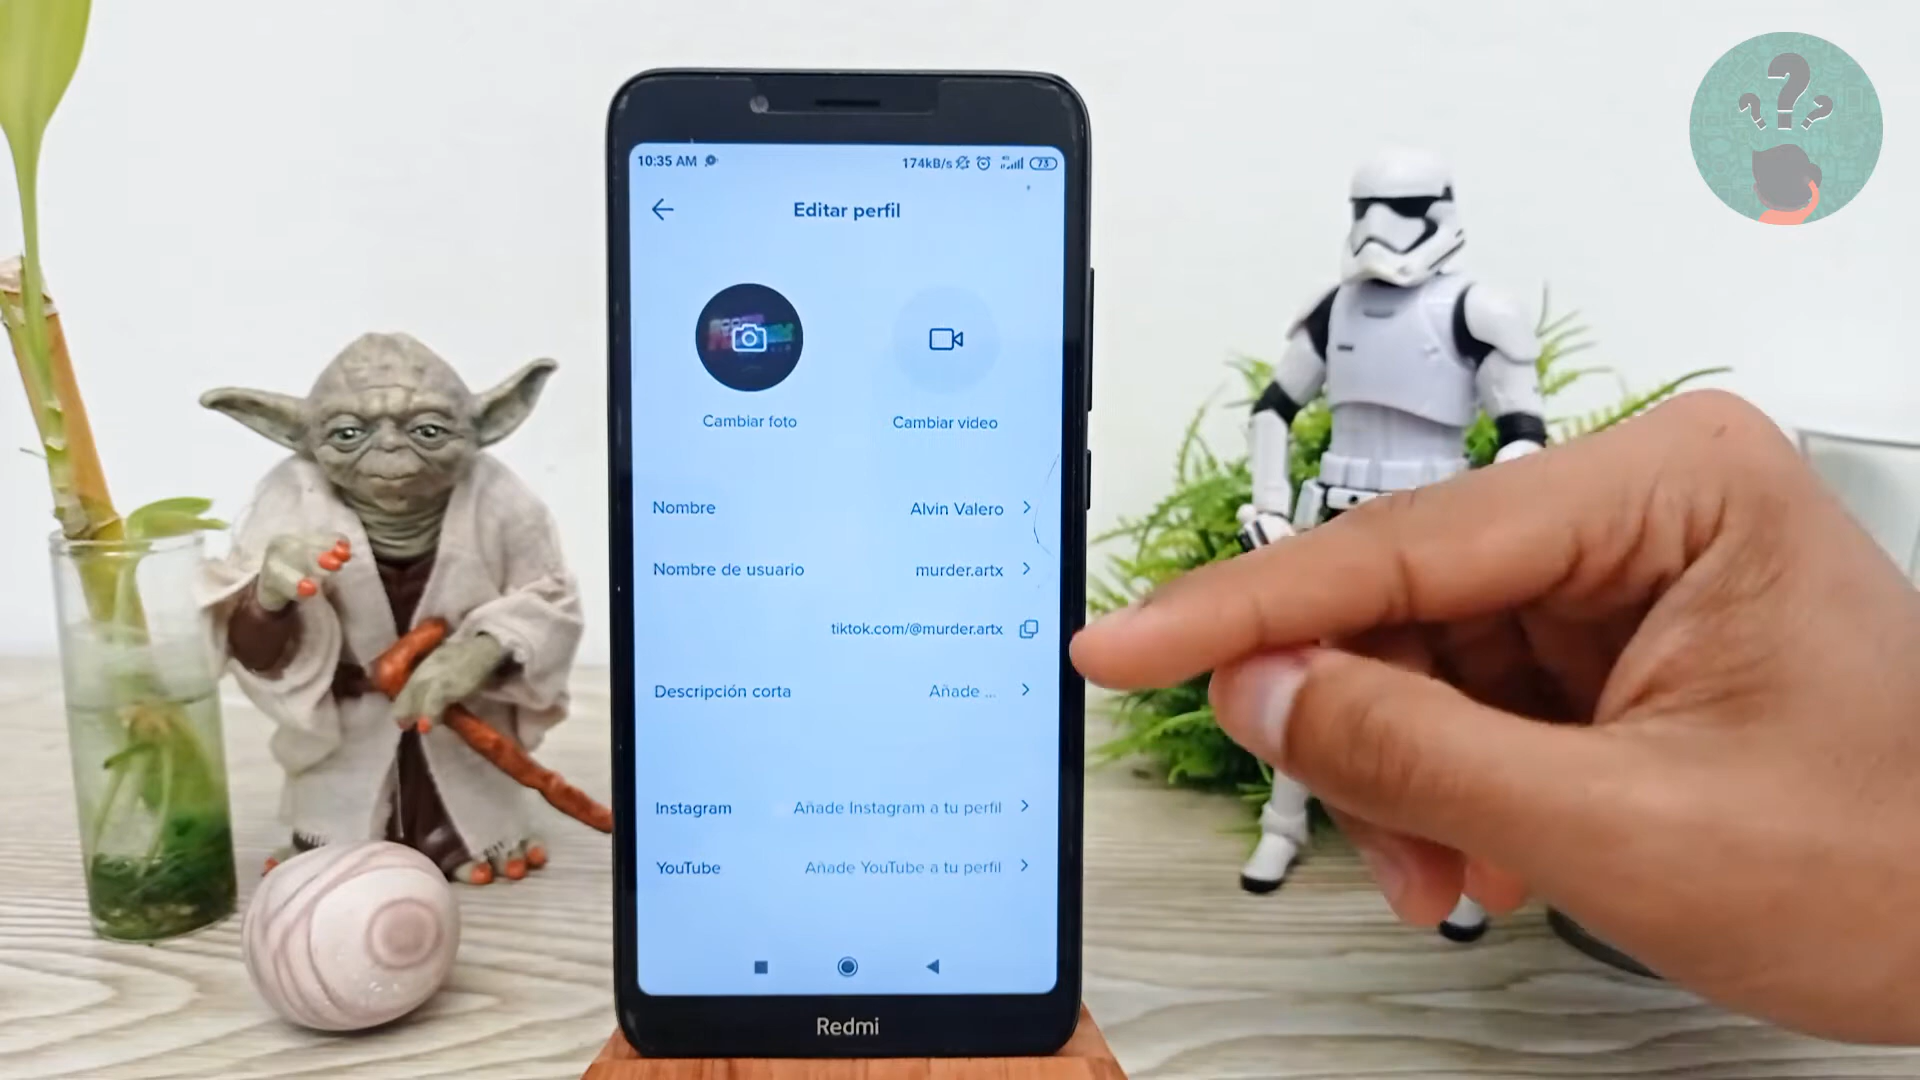 10:35 AM
174kB/s
73
Editar perfil
Cambiar foto
Cambiar video
Nombre
Alvin Valero
Nombre de usuario
murder.artx
tiktok.com/@murder.artx
Descripción corta
Añade ...
Instagram
Añade Instagram a tu perfil
YouTube
Añade YouTube a tu perfil
Redmi